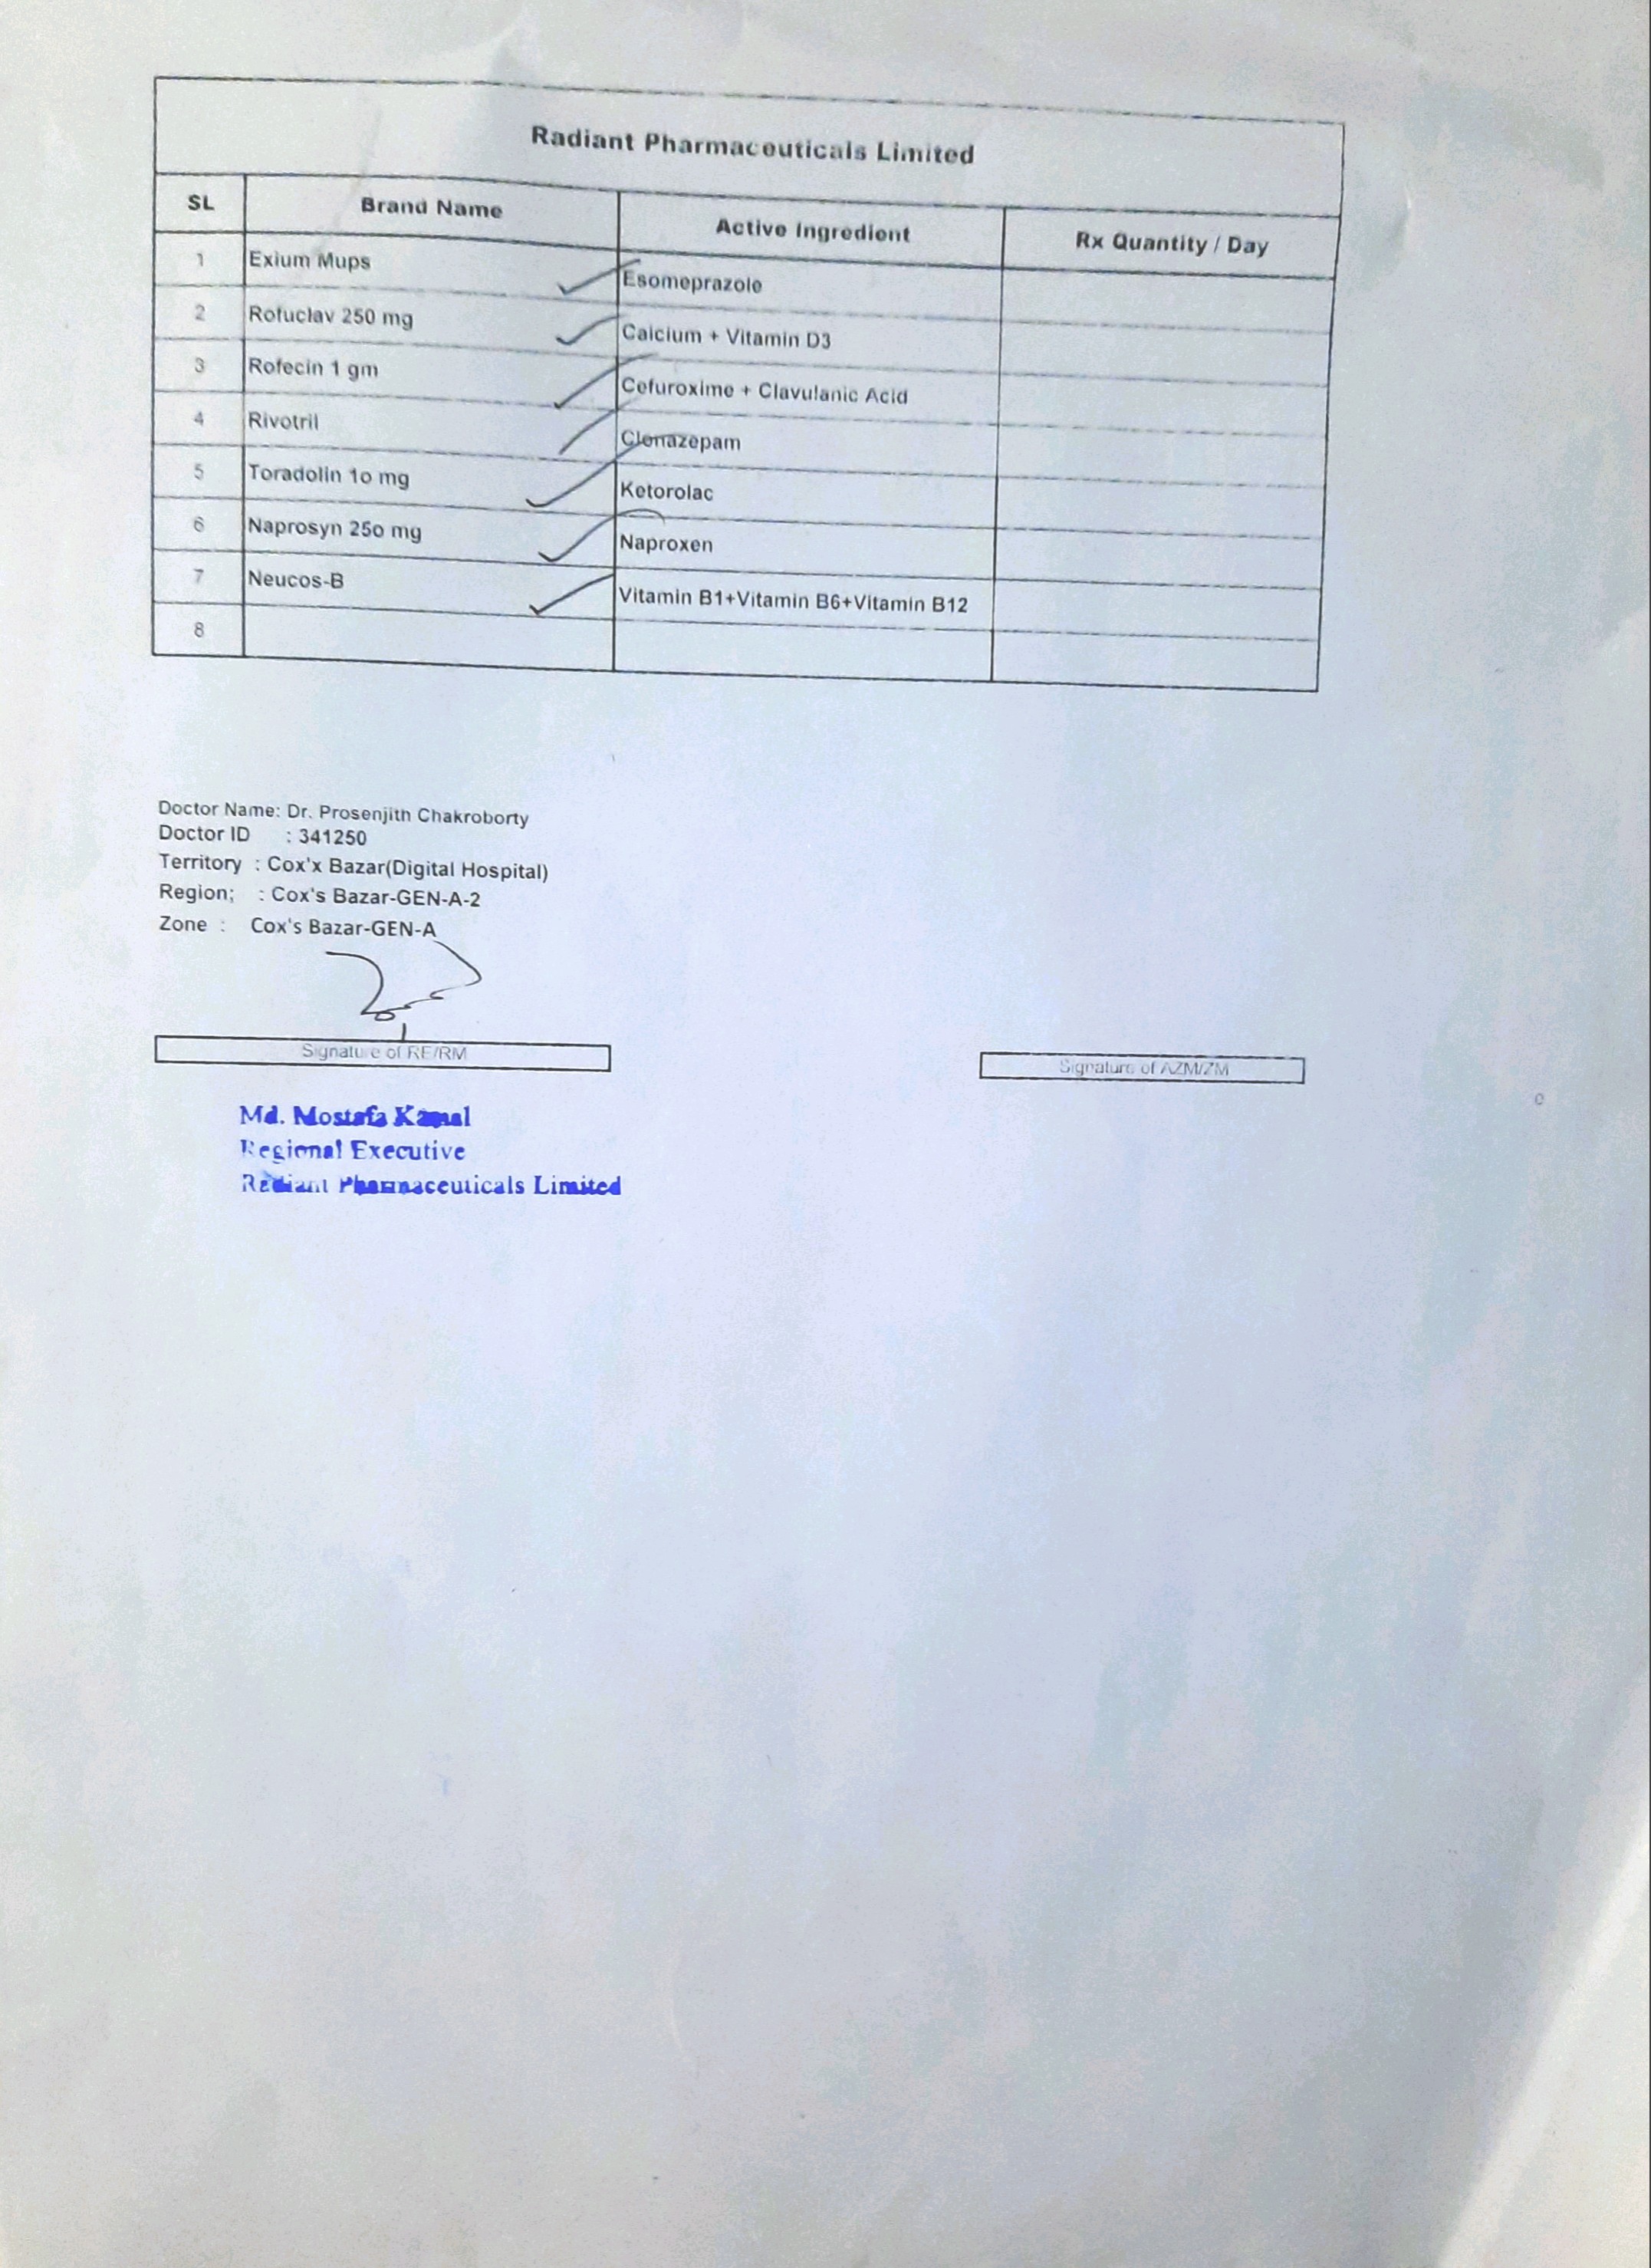 Radiant Pharmaceuticals Limited
SL Brand Name Active Ingredient Rx Quantity / Day
1 Exium Mups Esomeprazole
2 Rofuclav 250 mg Calcium + Vitamin D3
3 Rofecin 1 gm Cefuroxime + Clavulanic Acid
4 Rivotril Clonazepam
5 Toradolin 1o mg Ketorolac
6 Naprosyn 25o mg Naproxen
7 Neucos-B Vitamin B1+Vitamin B6+Vitamin B12
8
Doctor Name: Dr. Prosenjith Chakroborty
Doctor ID : 341250
Territory : Cox'x Bazar(Digital Hospital)
Region; : Cox's Bazar-GEN-A-2
Zone : Cox's Bazar-GEN-A
Signature of RE/RM
Signature of AZM/ZM
Md. Mostafa Kamal
Regional Executive
Radiant Pharmaceuticals Limited